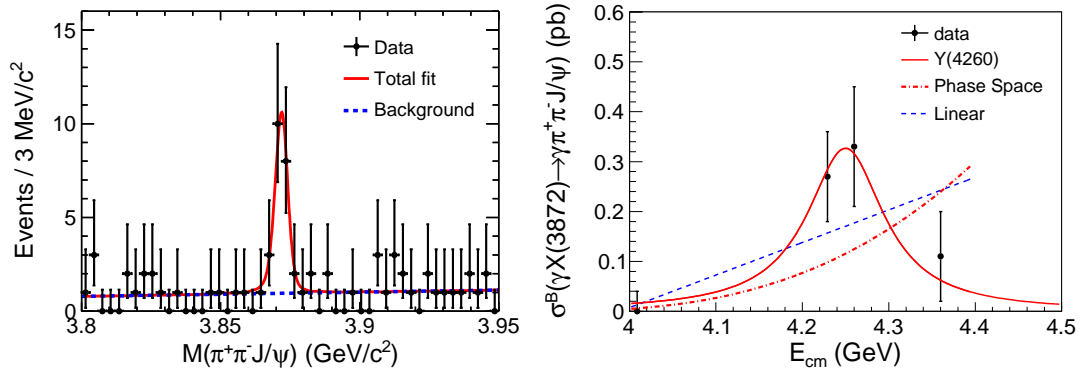 Events / 3 MeV/c²
15
10
5
0
Data
Total fit
Background
3.8
3.85
3.9
3.95
M(π⁺π⁻J/ψ) (GeV/c²)
σᴮ(γX(3872)→γπ⁺π⁻J/ψ) (pb)
0.6
0.5
0.4
0.3
0.2
0.1
0.0
data
Y(4260)
Phase Space
Linear
4
4.1
4.2
4.3
4.4
4.5
E_cm (GeV)